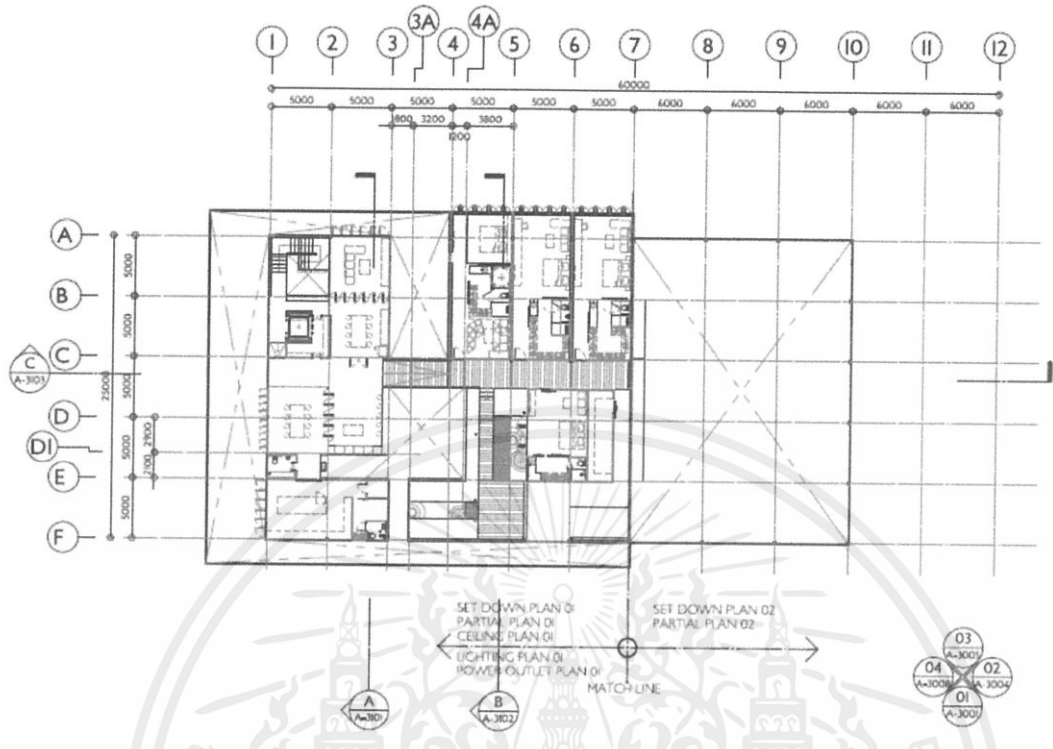 3A 4A
1 2 3 4 5 6 7 8 9 10 11 12
60000
5000 5000 5000 5000 5000 5000 6000 6000 6000 6000 6000
1800 3200 3800
1200
A
5000
B
5000
C
C
A-3103
25000
5000
D
D1
5000 2900
2100
E
5000
F
SET DOWN PLAN 01
PARTIAL PLAN 01
CEILING PLAN 01
LIGHTING PLAN 01
POWER OUTLET PLAN 01
SET DOWN PLAN 02
PARTIAL PLAN 02
MATCH LINE
A
A-3101
B
A-3102
03
A-3005
04
A-3008
02
A-3004
01
A-3001